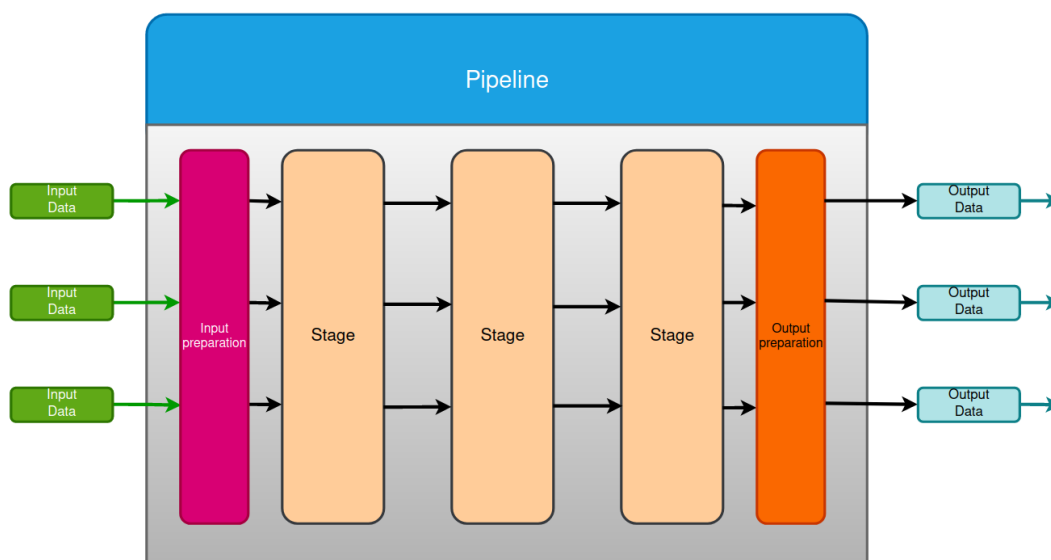 Pipeline
Input
Data
Input
Data
Input
Data
Input
preparation
Stage
Stage
Stage
Output
preparation
Output
Data
Output
Data
Output
Data